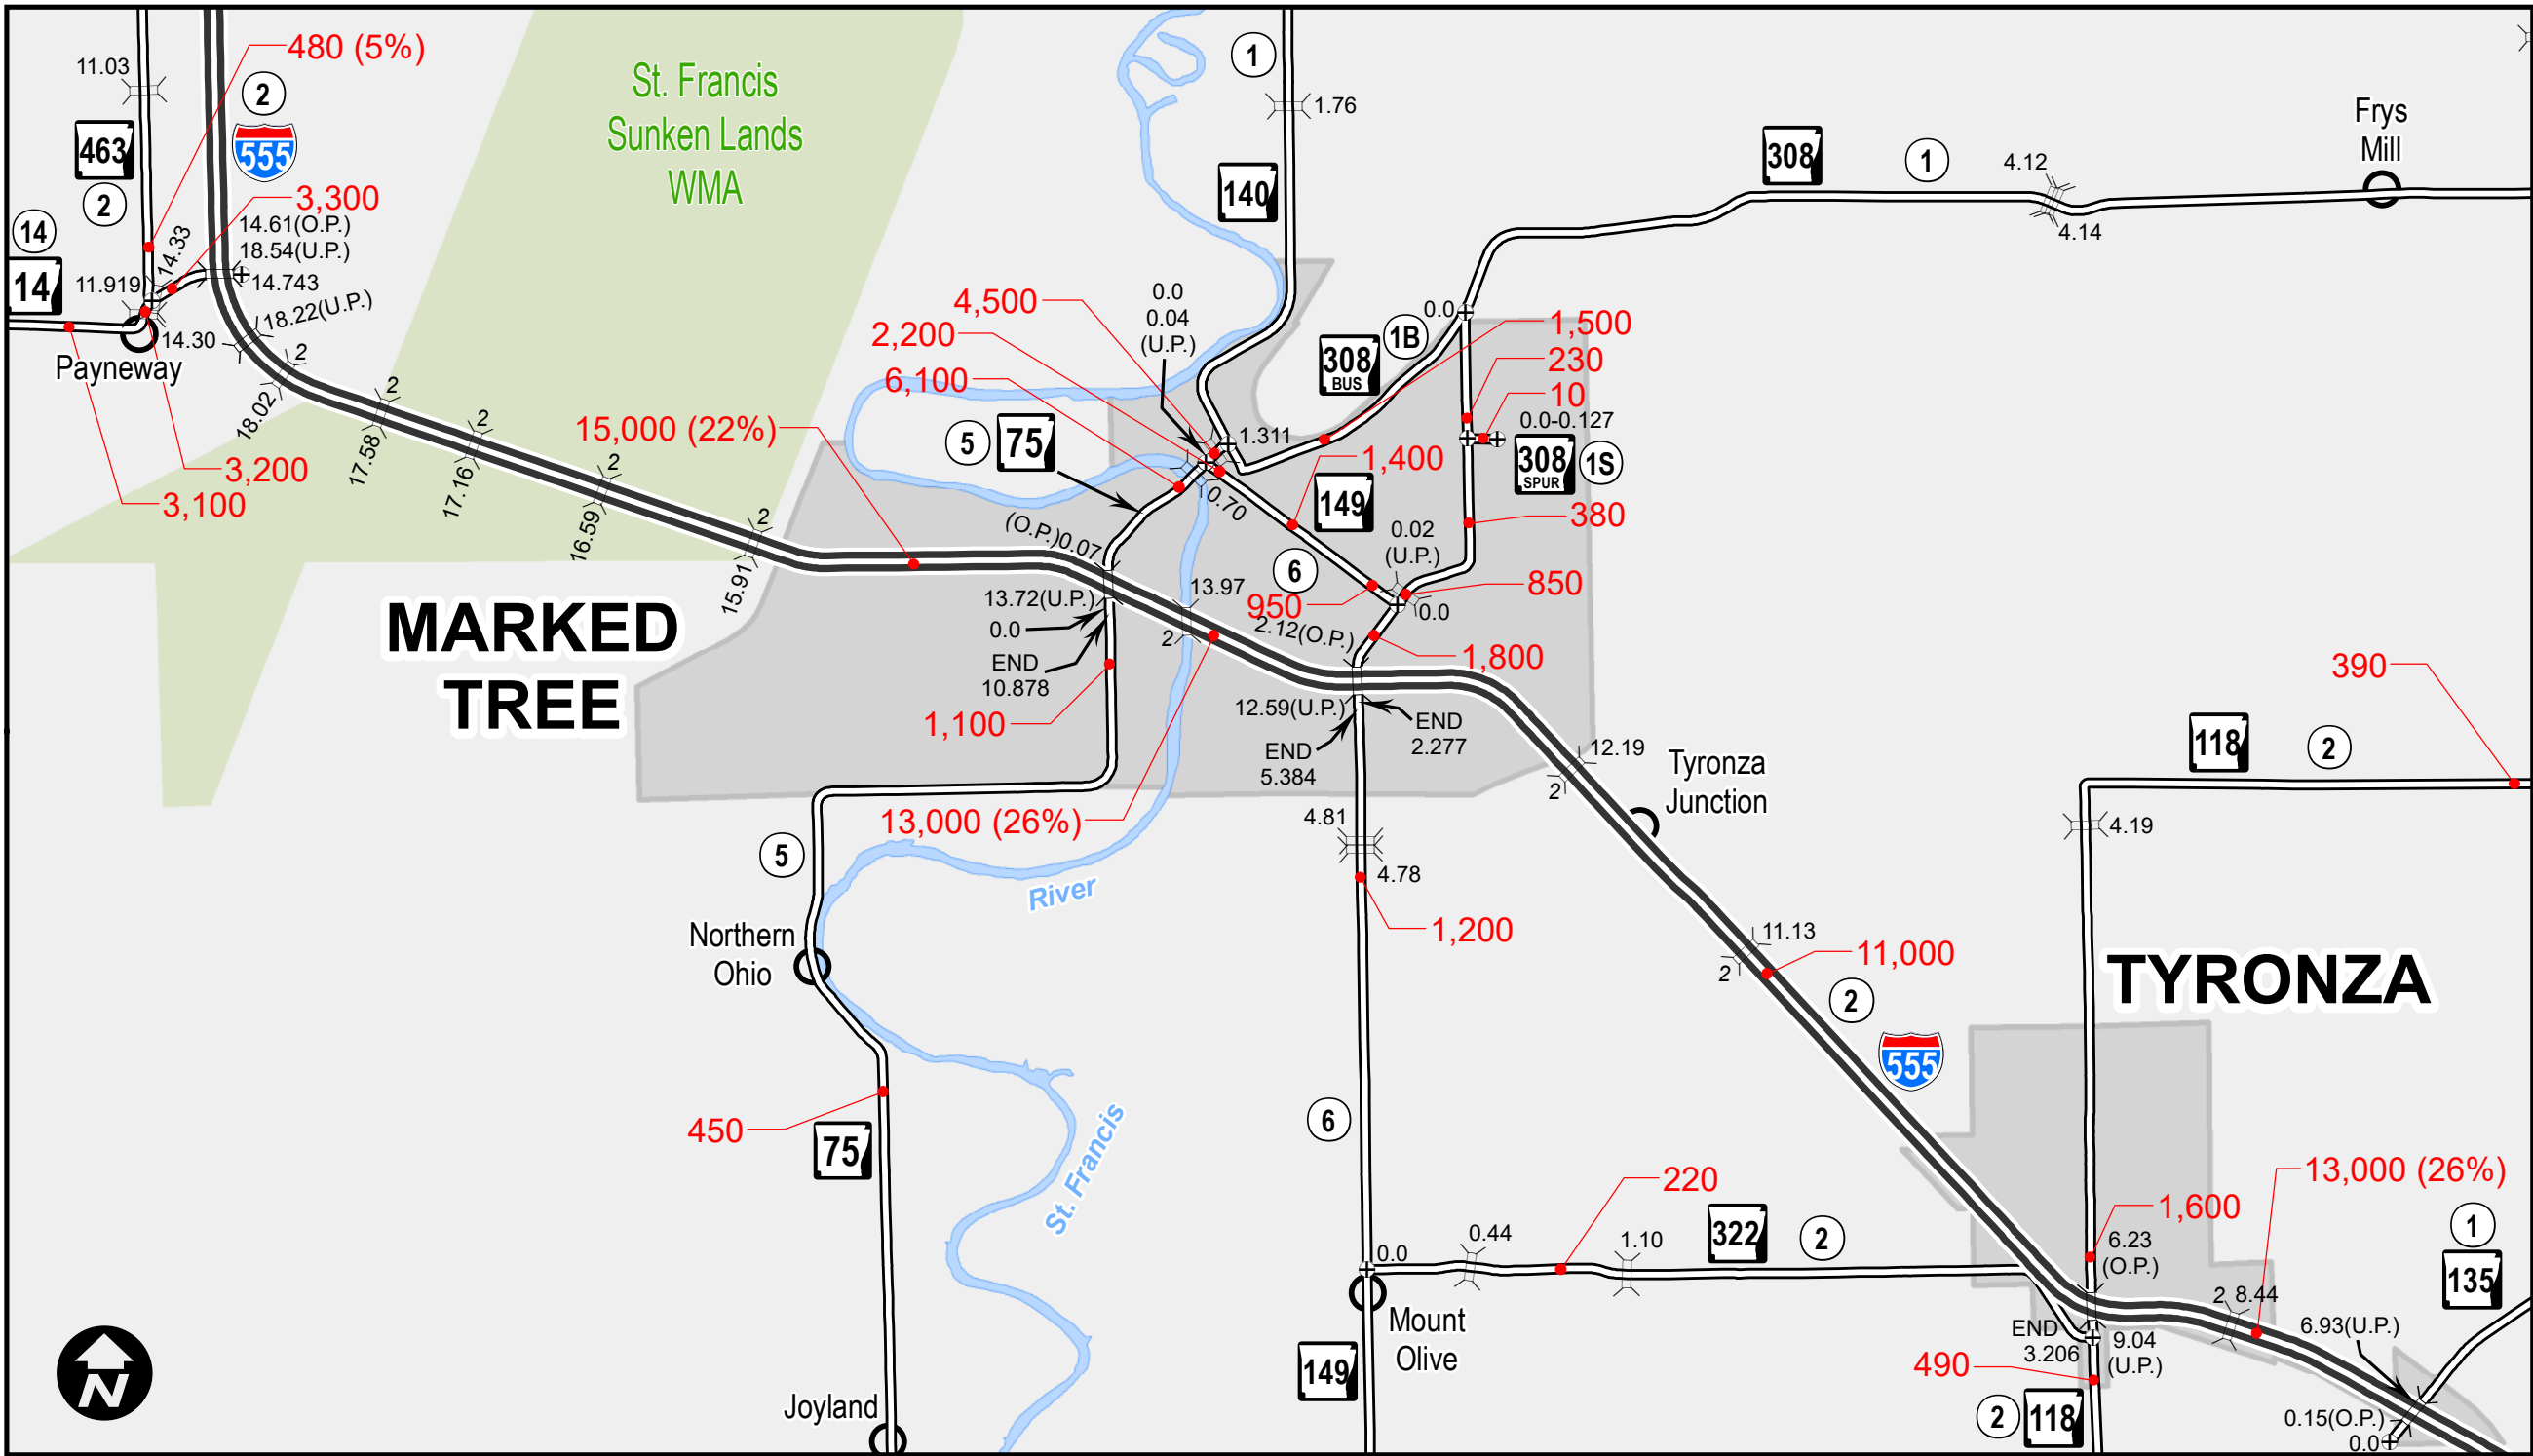 11.03
480 (5%)
2
463
555
2
3,300
14
14
14.33
14.61(O.P.)
18.54(U.P.)
14.743
11.919
14.30
18.22(U.P.)
Payneway
3,200
3,100
St. Francis
Sunken Lands
WMA
18.02
2
17.58
2
17.16
2
16.59
2
15.91
2
15,000 (22%)
MARKED
TREE
1
1.76
140
4,500
2,200
6,100
0.0
0.04
(U.P.)
5
75
1.311
308
BUS
1B
0.0
1,500
230
10
0.0-0.127
308
SPUR
1S
1,400
149
0.70
(O.P.)0.07
6
0.02
(U.P.)
380
850
950
0.0
2.12(O.P.)
1,800
13.72(U.P.)
0.0
END
10.878
13.97
2
1,100
12.59(U.P.)
END
2.277
END
5.384
13,000 (26%)
308
1
4.12
4.14
Frys
Mill
12.19
2
Tyronza
Junction
118
2
390
4.19
4.81
4.78
1,200
5
River
Northern
Ohio
450
75
St. Francis
Joyland
N
11.13
2
11,000
2
555
TYRONZA
6
220
0.0
0.44
1.10
322
2
Mount
Olive
149
1,600
6.23
(O.P.)
13,000 (26%)
1
135
2 8.44
6.93(U.P.)
END
3.206
9.04
(U.P.)
490
2
118
0.15(O.P.)
0.0